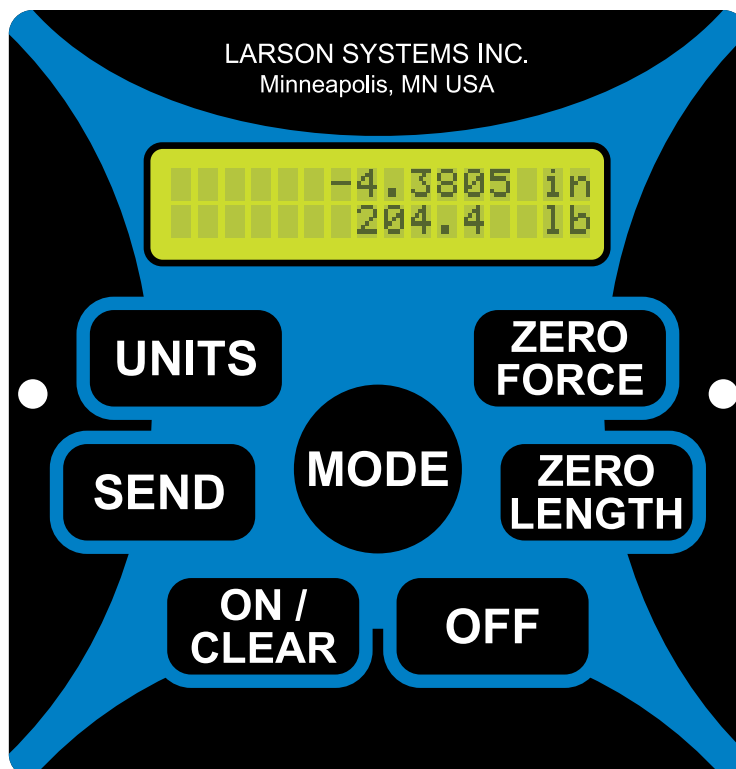 LARSON SYSTEMS INC.
Minneapolis, MN USA
-4.3805 in
204.4 lb
UNITS
ZERO
FORCE
MODE
SEND
ZERO
LENGTH
ON /
CLEAR
OFF